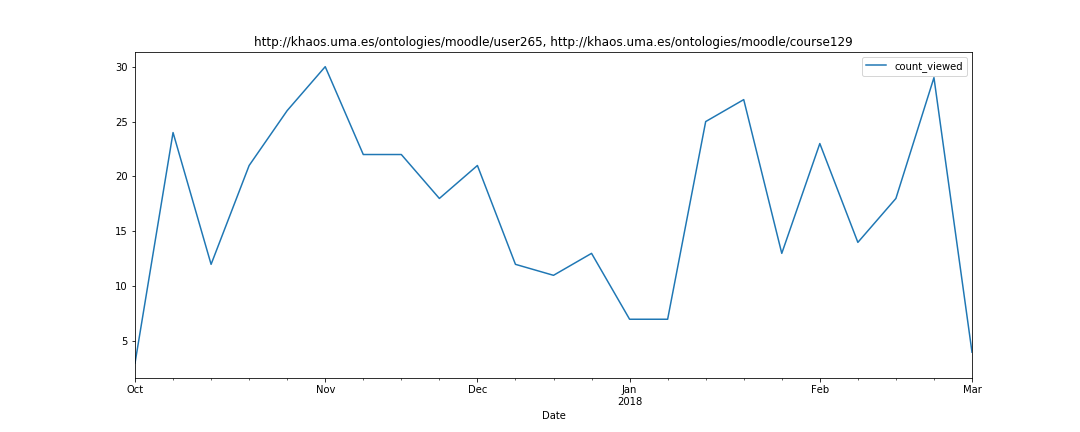 http://khaos.uma.es/ontologies/moodle/user265, http://khaos.uma.es/ontologies/moodle/course129
count_viewed
30
25
20
15
10
5
Oct Nov Dec Jan Feb Mar
2018
Date